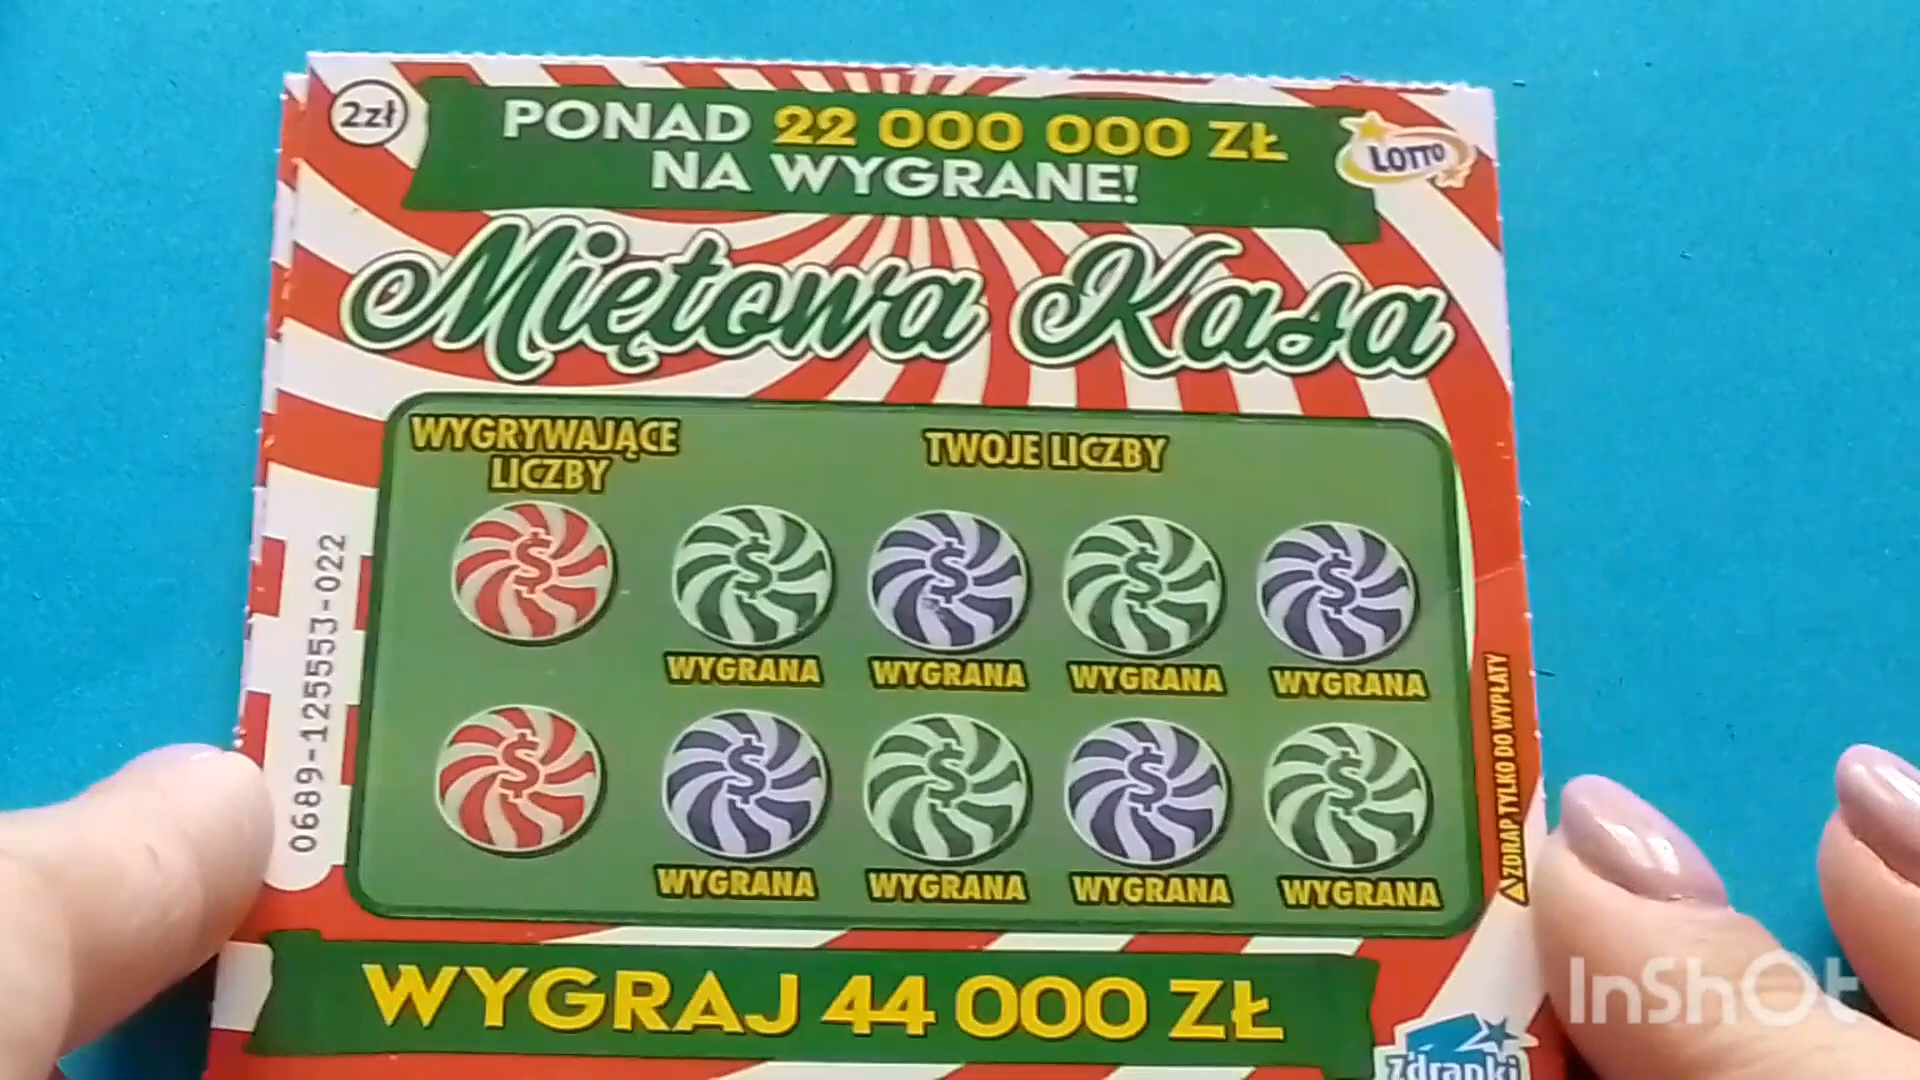 2zł
PONAD 22 000 000 ZŁ
NA WYGRANE!
LOTTO
Miętowa Kasa
WYGRYWAJĄCE
LICZBY
TWOJE LICZBY
$ $ $ $ $
WYGRANA WYGRANA WYGRANA WYGRANA
$ $ $ $ $
WYGRANA WYGRANA WYGRANA WYGRANA
0689-125553-022
ZDRAP TYLKO DO WYPŁATY
WYGRAJ 44 000 ZŁ
Zdrapki
InShOt